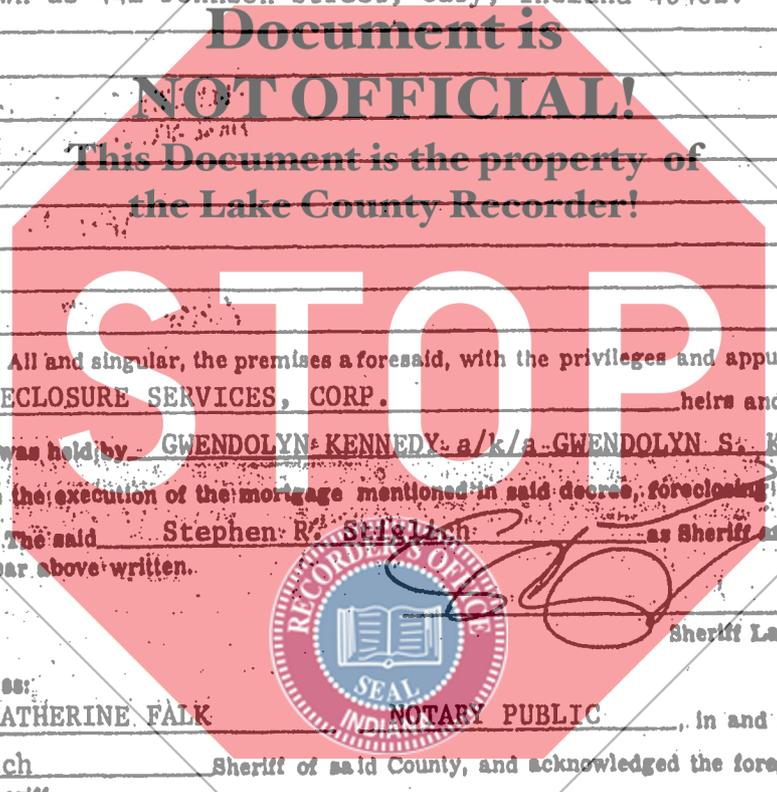 Document is
NOT OFFICIAL!
This Document is the property of
the Lake County Recorder!
STOP
All and singular, the premises aforesaid, with the privileges and appu
ECLOSURE SERVICES, CORP. heirs and
was held by GWENDOLYN KENNEDY a/k/a GWENDOLYN S. K
the execution of the mortgage mentioned in said decree, foreclosing
The said Stephen R. Stiglich as Sheriff
ar above written.
RECORDER'S OFFICE
SEAL
INDIANA
Sheriff La
ss:
ATHERINE FALK NOTARY PUBLIC, in and
ch Sheriff of said County, and acknowledged the fore